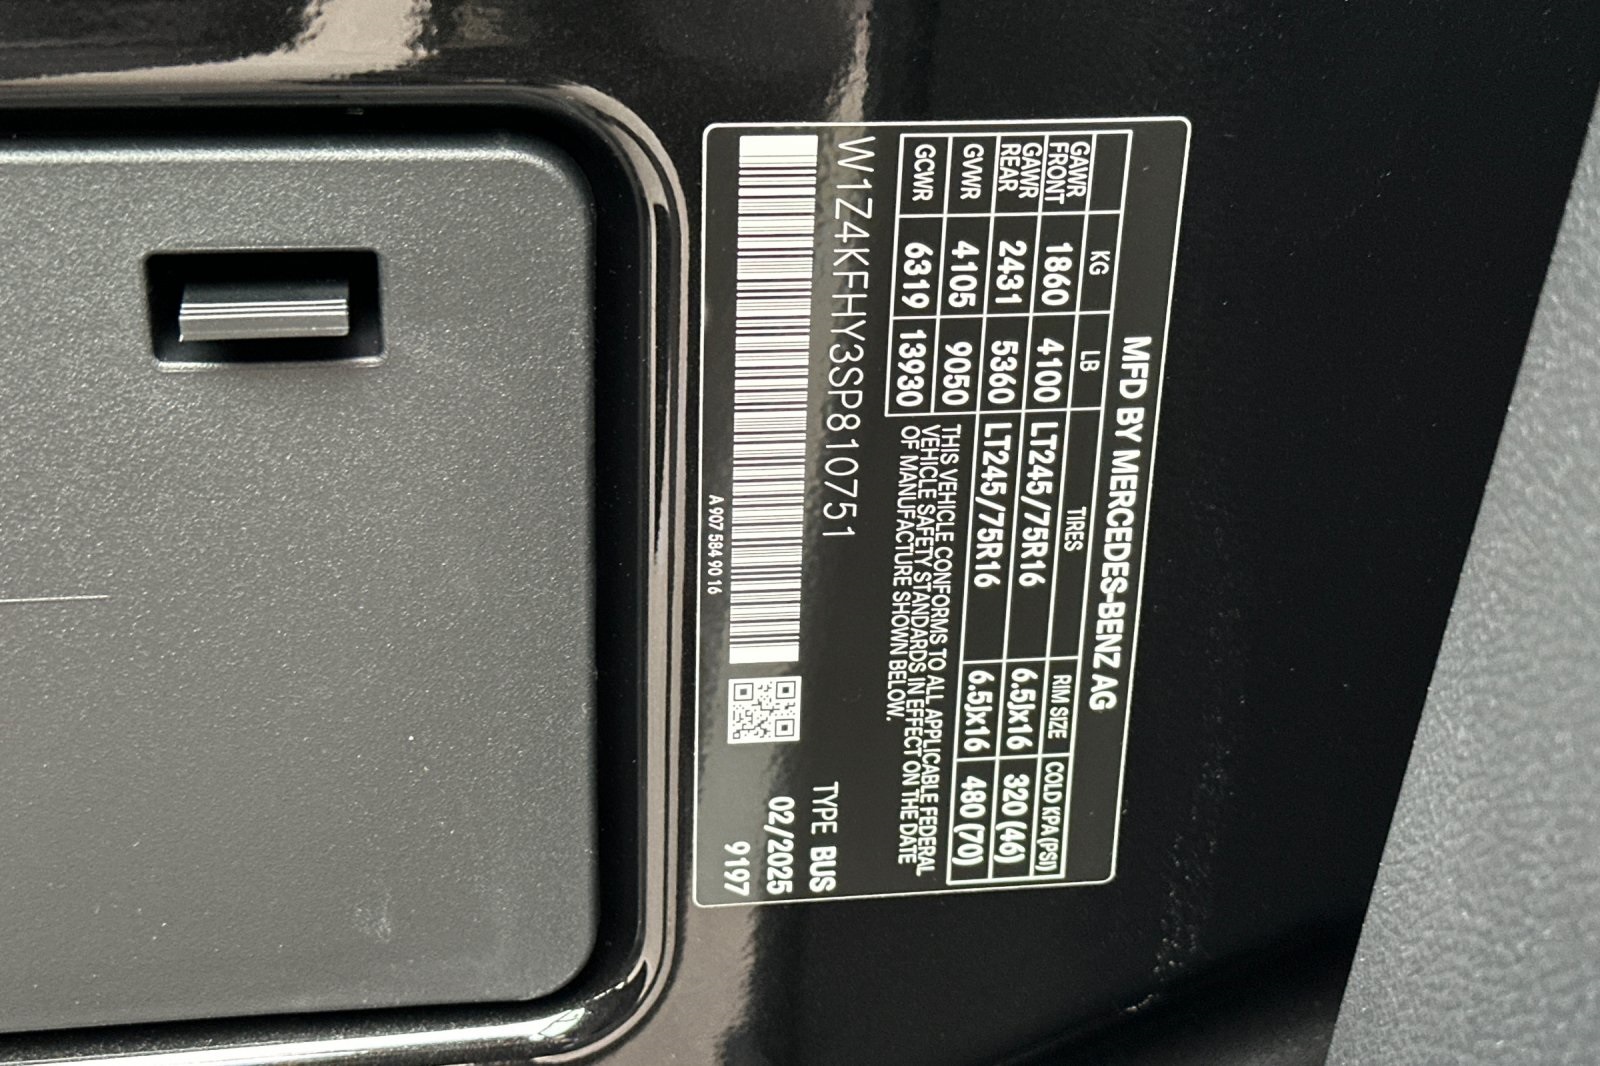 MFD BY MERCEDES-BENZ AG
KG LB TIRES RIM SIZE COLD KPA (PSI)
GAWR FRONT 1860 4100 LT245/75R16 6.5Jx16 320 (46)
GAWR REAR 2431 5360 LT245/75R16 6.5Jx16 480 (70)
GVWR 4105 9050
GCWR 6319 13930
THIS VEHICLE CONFORMS TO ALL APPLICABLE FEDERAL
VEHICLE SAFETY STANDARDS IN EFFECT ON THE DATE
OF MANUFACTURE SHOWN BELOW.
W1Z4KFHY3SP810751
TYPE BUS
02/2025
9197
A 907 584 90 16